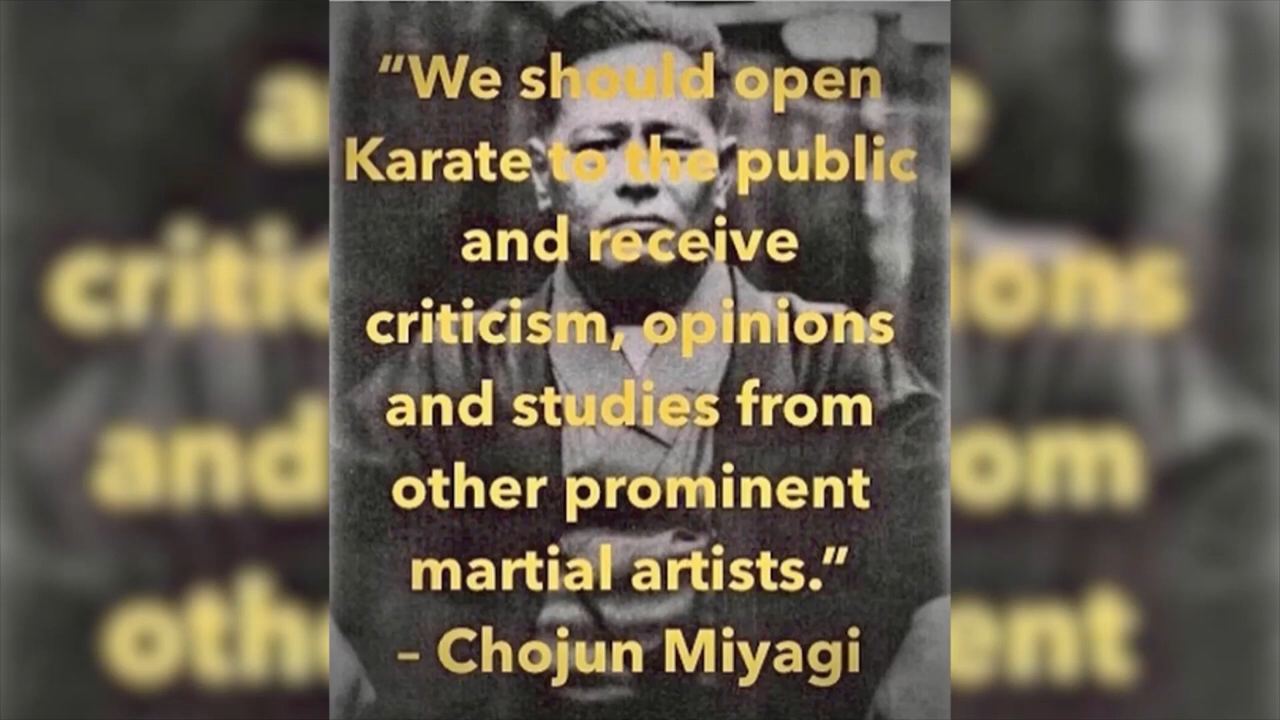 “We should open
Karate to the public
and receive
criticism, opinions
and studies from
other prominent
martial artists.”
– Chojun Miyagi